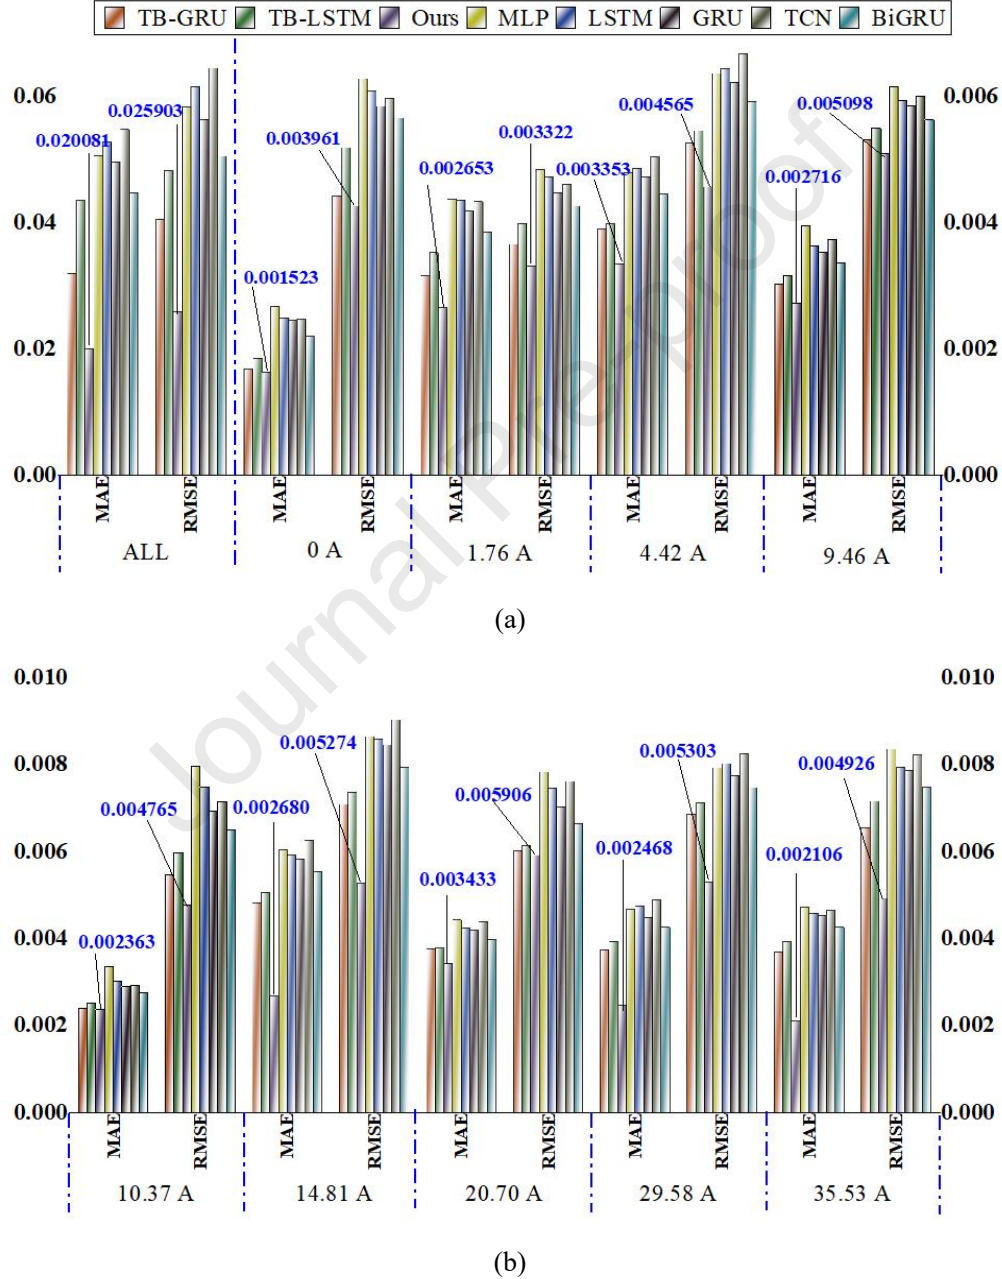 TB-GRU TB-LSTM Ours MLP LSTM GRU TCN BiGRU
0.06 0.006
0.025903
0.004565 0.005098
0.020081 0.003961 0.003322
0.002653 0.003353 0.002716
0.04 0.004
0.001523
0.02 0.002
0.00 0.000
MAE RMSE MAE RMSE MAE RMSE MAE RMSE MAE RMSE
ALL 0 A 1.76 A 4.42 A 9.46 A
(a)
Journal Pre-proof
0.010 0.010
0.005274 0.005303
0.008 0.004926 0.008
0.004765 0.002680 0.005906
0.006 0.002468 0.002106 0.006
0.003433
0.004 0.004
0.002363
0.002 0.002
0.000 0.000
MAE RMSE MAE RMSE MAE RMSE MAE RMSE MAE RMSE
10.37 A 14.81 A 20.70 A 29.58 A 35.53 A
(b)